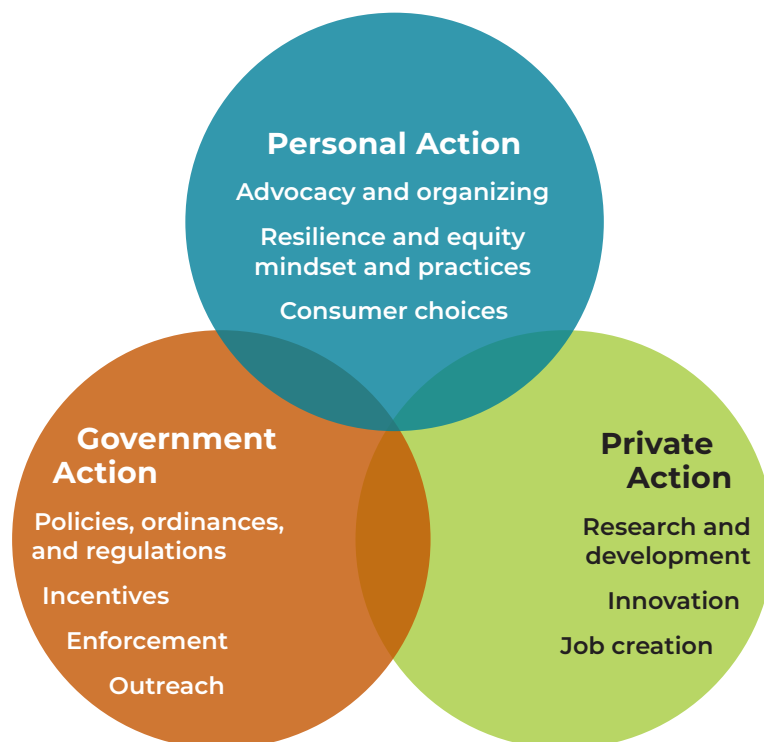 Personal Action
Advocacy and organizing
Resilience and equity
mindset and practices
Consumer choices
Government
Action
Policies, ordinances,
and regulations
Incentives
Enforcement
Outreach
Private
Action
Research and
development
Innovation
Job creation